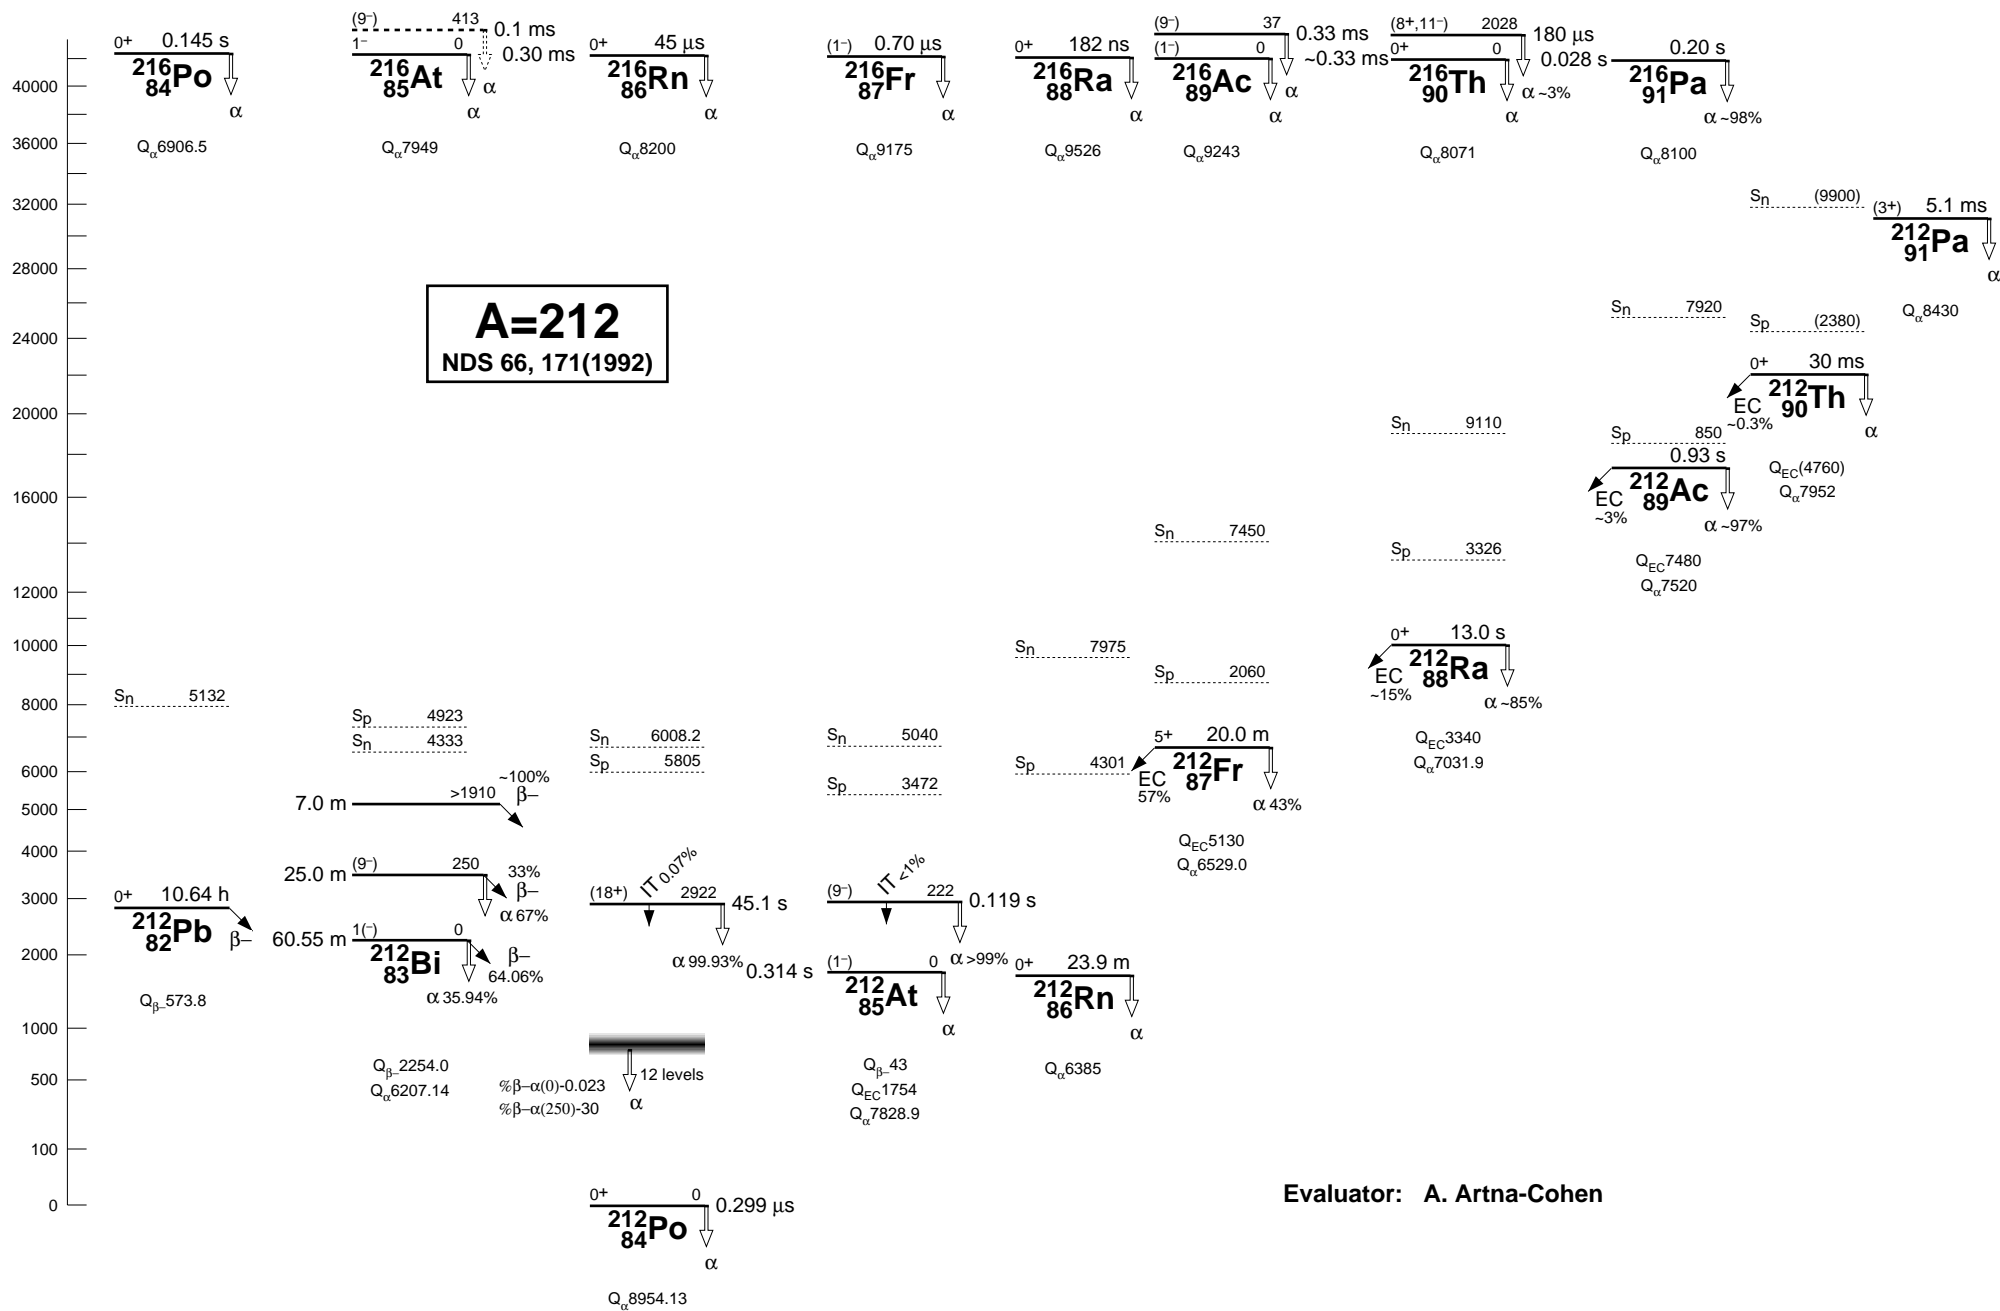 (9–) 413
0.1 ms
0+ 0.145 s
216 84 Po
α
Qα6906.5
1– 0
0.30 ms
216 85 At
α
α
Qα7949
0+ 45 µs
216 86 Rn
α
Qα8200
(1–) 0.70 µs
216 87 Fr
α
Qα9175
0+ 182 ns
216 88 Ra
α
Qα9526
(9–) 37
0.33 ms
(1–) 0
~0.33 ms
216 89 Ac
α
α
Qα9243
(8+,11–) 2028
180 µs
0+ 0
0.028 s
216 90 Th
α ~3%
α
Qα8071
0.20 s
216 91 Pa
α ~98%
Qα8100
40000
36000
32000
28000
24000
20000
16000
12000
10000
8000
6000
5000
4000
3000
2000
1000
500
100
0
A=212
NDS 66, 171(1992)
Sn (9900)
(3+) 5.1 ms
212 91 Pa
α
Qα8430
Sp (2380)
0+ 30 ms
212 90 Th
EC
~0.3%
α
QEC(4760)
Qα7952
Sn 7920
Sp 850
0.93 s
212 89 Ac
EC
~3%
α ~97%
QEC7480
Qα7520
Sn 9110
Sp 3326
0+ 13.0 s
212 88 Ra
EC
~15%
α ~85%
QEC3340
Qα7031.9
Sn 7450
Sp 2060
5+ 20.0 m
212 87 Fr
EC
57%
α 43%
QEC5130
Qα6529.0
Sn 7975
Sp 4301
0+ 23.9 m
212 86 Rn
α
Qα6385
Sn 5040
Sp 3472
IT <1%
(9–) 222
0.119 s
α >99%
0.314 s
(1–) 0
212 85 At
α
Qβ–43
QEC1754
Qα7828.9
Sn 6008.2
Sp 5805
IT 0.07%
(18+) 2922
45.1 s
α 99.93%
12 levels
%β–α(0)-0.023
%β–α(250)-30
α
0+ 0
0.299 µs
212 84 Po
α
Qα8954.13
Sp 4923
Sn 4333
~100%
7.0 m >1910 β–
25.0 m (9–) 250
33%
β–
α 67%
60.55 m 1(–) 0
212 83 Bi
β–
64.06%
α 35.94%
Qβ–2254.0
Qα6207.14
Sn 5132
0+ 10.64 h
212 82 Pb
β–
Qβ–573.8
Evaluator: A. Artna-Cohen